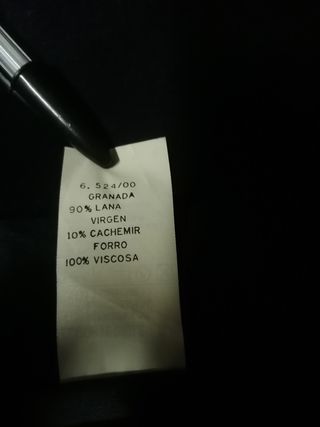 6. 524/00
GRANADA
90% LANA
VIRGEN
10% CACHEMIR
FORRO
100% VISCOSA